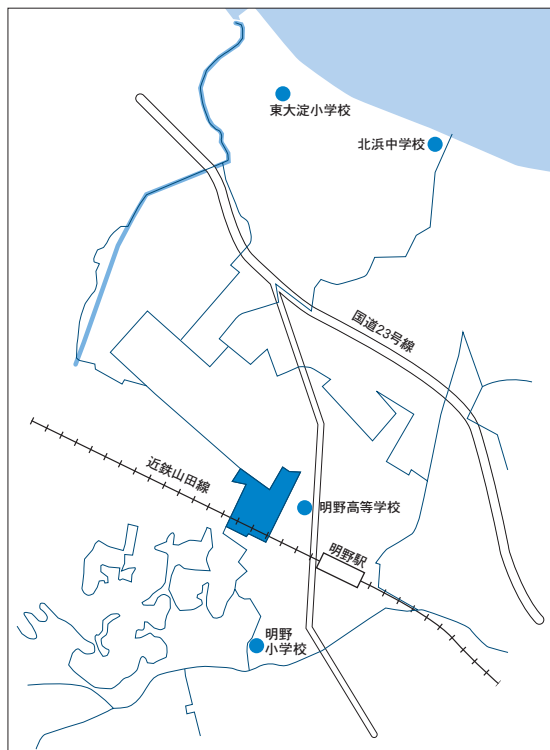 東大淀小学校
北浜中学校
国道23号線
近鉄山田線
明野高等学校
明野駅
明野
小学校